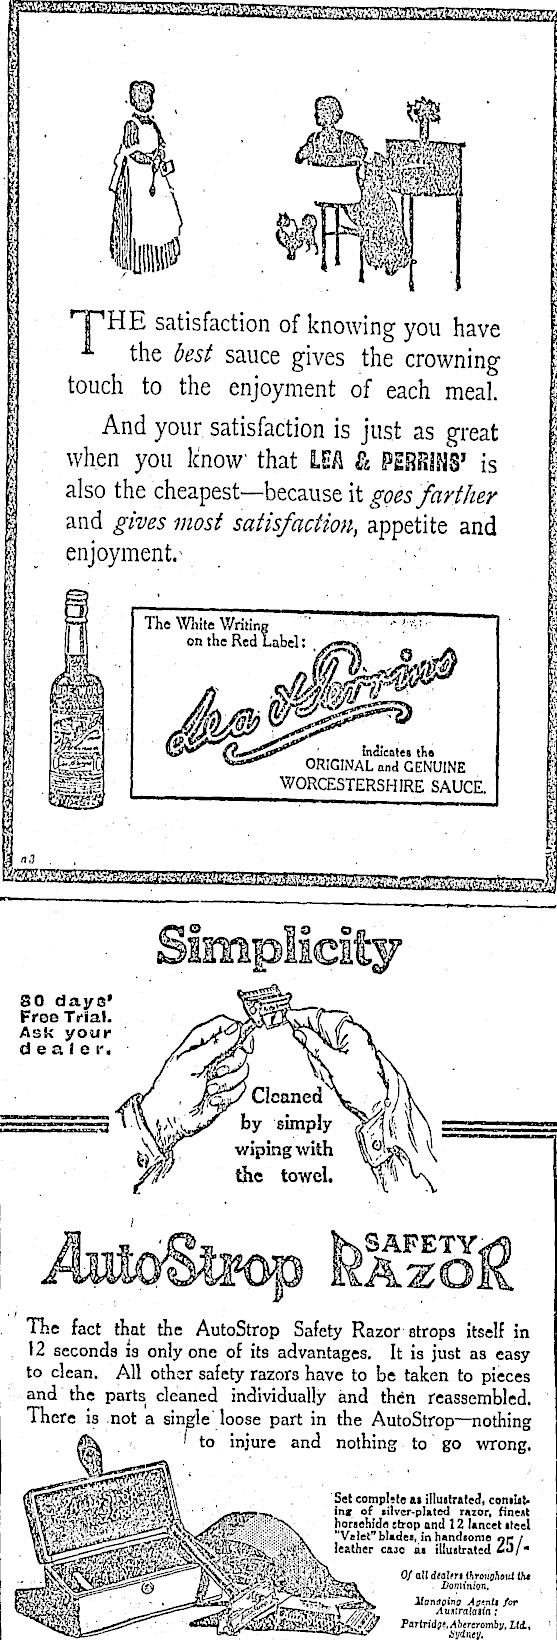 THE satisfaction of knowing you have
the best sauce gives the crowning
touch to the enjoyment of each meal.
And your satisfaction is just as great
when you know that LEA & PERRINS' is
also the cheapest—because it goes farther
and gives most satisfaction, appetite and
enjoyment.
The White Writing
on the Red Label:
Lea & Perrins
indicates the
ORIGINAL and GENUINE
WORCESTERSHIRE SAUCE.
a3
Simplicity
30 days'
Free Trial.
Ask your
dealer.
Cleaned
by simply
wiping with
the towel.
AutoStrop SAFETY RAZOR
The fact that the AutoStrop Safety Razor strops itself in
12 seconds is only one of its advantages. It is just as easy
to clean. All other safety razors have to be taken to pieces
and the parts cleaned individually and then reassembled.
There is not a single loose part in the AutoStrop—nothing
to injure and nothing to go wrong.
Set complete as illustrated, consist-
ing of silver-plated razor, finest
horsehide strop and 12 lancet steel
"Valet" blades, in handsome
leather case as illustrated 25/-
Of all dealers throughout the
Dominion.
Managing Agents for
Australasia:
Partridge, Abercromby, Ltd.,
Sydney.